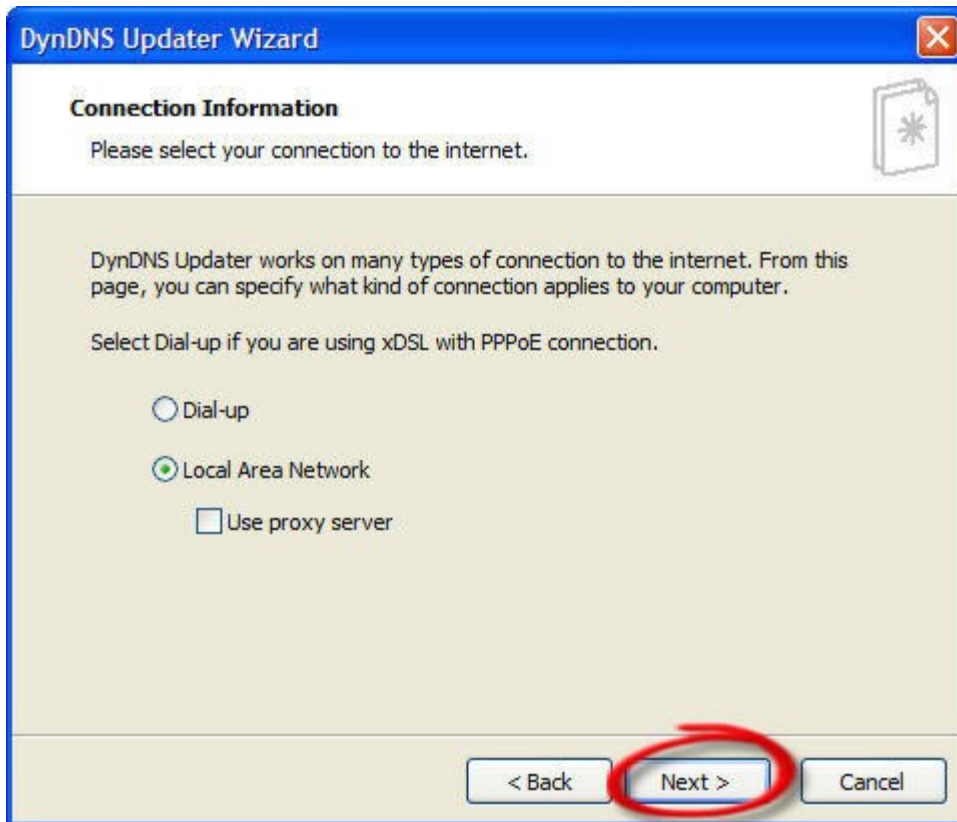 DynDNS Updater Wizard
Connection Information
Please select your connection to the internet.
DynDNS Updater works on many types of connection to the internet. From this
page, you can specify what kind of connection applies to your computer.
Select Dial-up if you are using xDSL with PPPoE connection.
Dial-up
Local Area Network
Use proxy server
< Back Next > Cancel